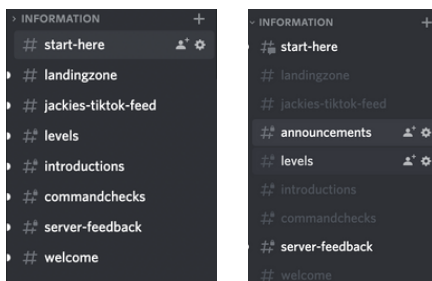 INFORMATION
start-here
landingzone
jackies-tiktok-feed
levels
introductions
commandchecks
server-feedback
welcome
INFORMATION
start-here
landingzone
jackies-tiktok-feed
announcements
levels
introductions
commandchecks
server-feedback
welcome